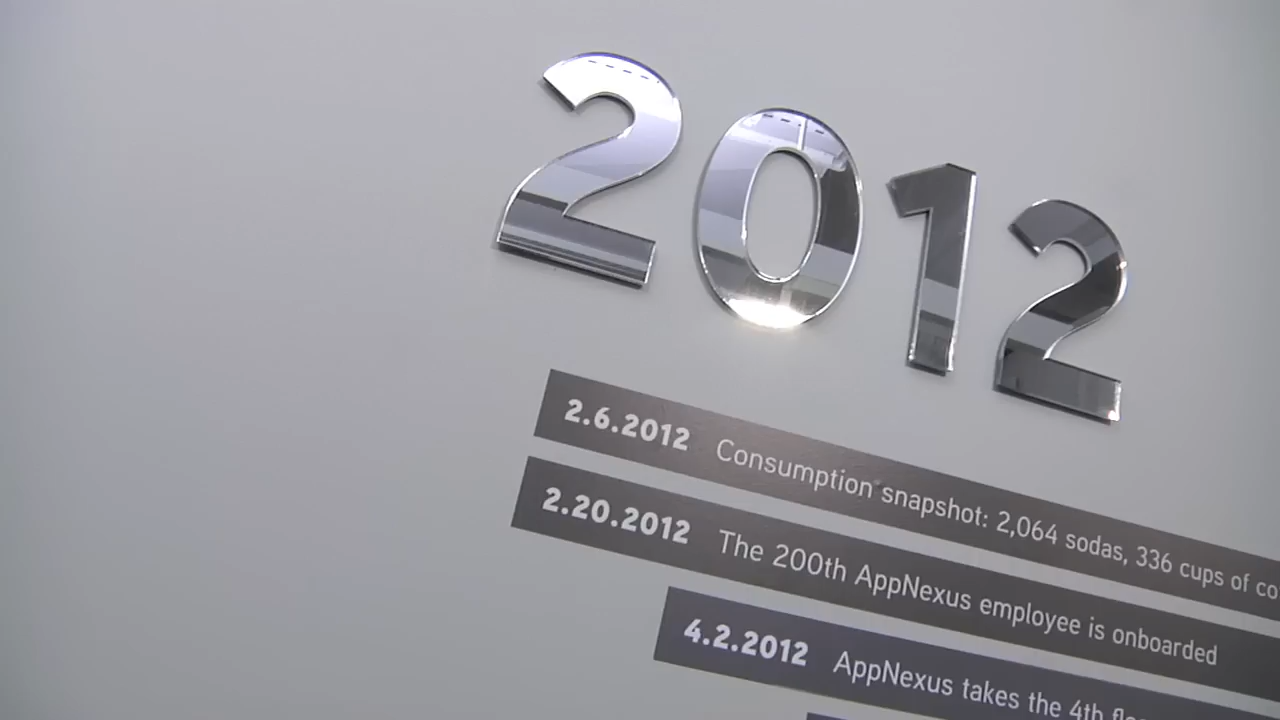 2012
2.6.2012 Consumption snapshot: 2,064 sodas, 336 cups of
2.20.2012 The 200th AppNexus employee is onboarded
4.2.2012 AppNexus takes the 4th